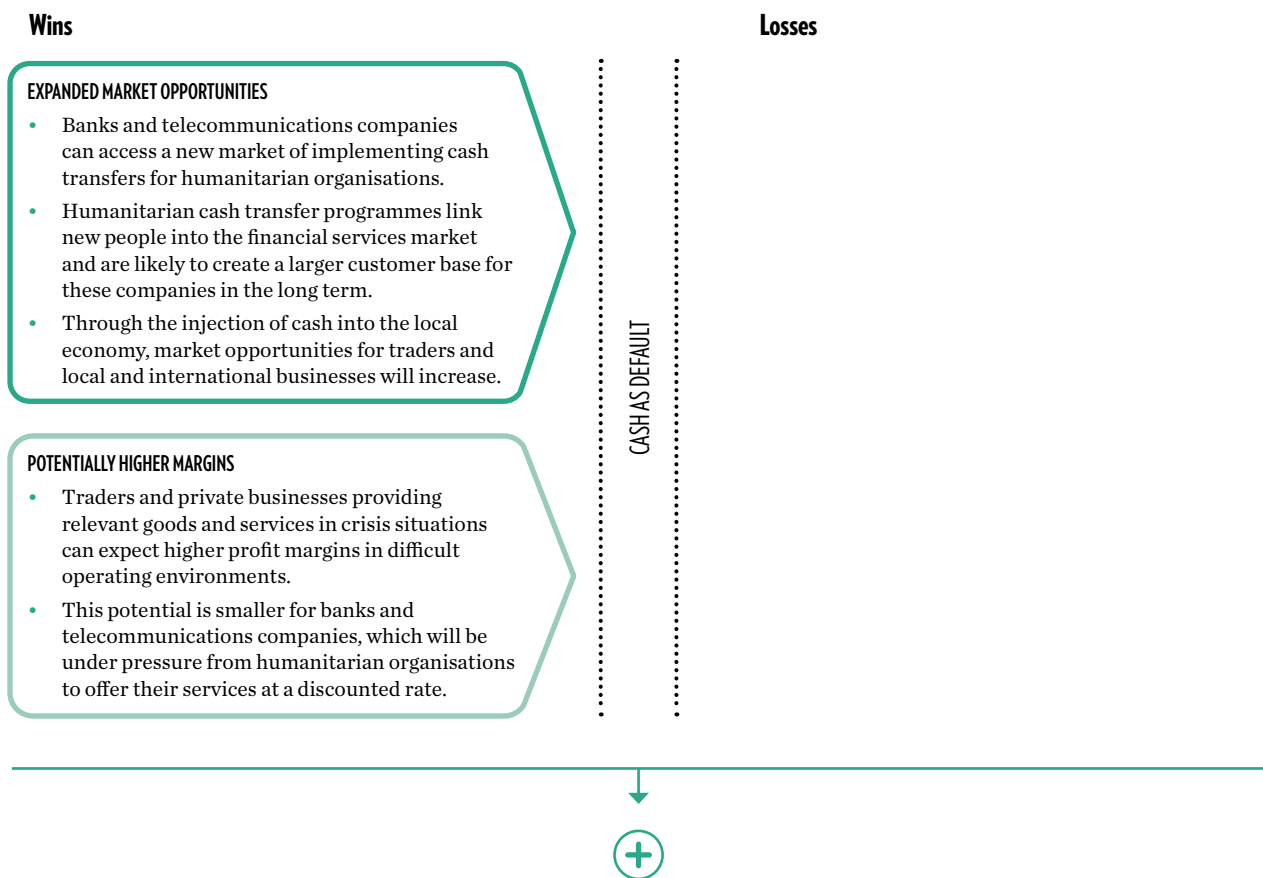 Wins
Losses
EXPANDED MARKET OPPORTUNITIES
• Banks and telecommunications companies
can access a new market of implementing cash
transfers for humanitarian organisations.
• Humanitarian cash transfer programmes link
new people into the financial services market
and are likely to create a larger customer base for
these companies in the long term.
• Through the injection of cash into the local
economy, market opportunities for traders and
local and international businesses will increase.
CASH AS DEFAULT
POTENTIALLY HIGHER MARGINS
• Traders and private businesses providing
relevant goods and services in crisis situations
can expect higher profit margins in difficult
operating environments.
• This potential is smaller for banks and
telecommunications companies, which will be
under pressure from humanitarian organisations
to offer their services at a discounted rate.
+